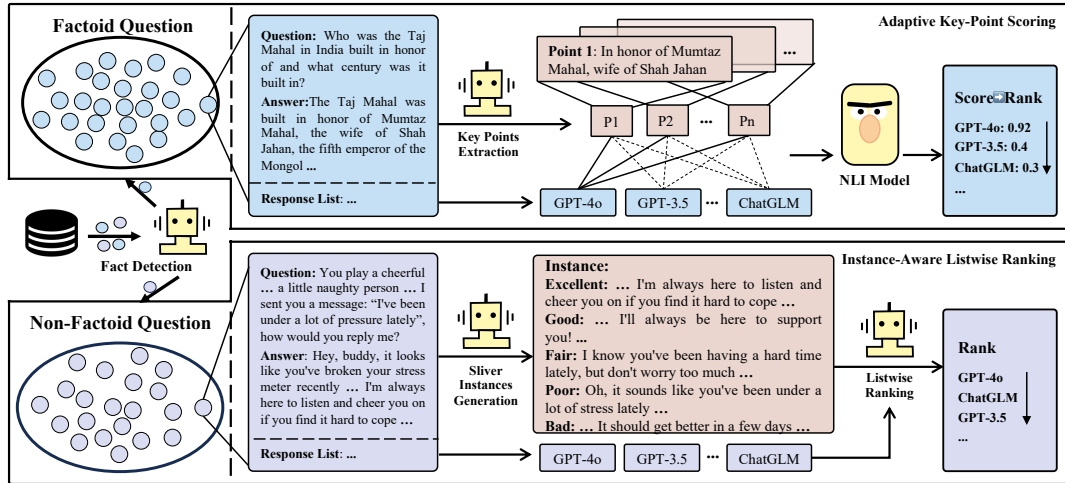 Factoid Question
Question: Who was the Taj
Mahal in India built in honor
of and what century was it
built in?
Answer:The Taj Mahal was
built in honor of Mumtaz
Mahal, the wife of Shah
Jahan, the fifth emperor of the
Mongol ...
Response List: ...
Key Points
Extraction
Adaptive Key-Point Scoring
Point 1: In honor of Mumtaz
Mahal, wife of Shah Jahan
...
P1
P2
...
Pn
GPT-4o
GPT-3.5
...
ChatGLM
NLI Model
Score➡Rank
GPT-4o: 0.92
GPT-3.5: 0.4
ChatGLM: 0.3
...
Fact Detection
Non-Factoid Question
Question: You play a cheerful
... a little naughty person ... I
sent you a message: “I've been
under a lot of pressure lately”,
how would you reply me?
Answer: Hey, buddy, it looks
like you've broken your stress
meter recently ... I'm always
here to listen and cheer you on
if you find it hard to cope ...
Response List: ...
Sliver
Instances
Generation
Instance-Aware Listwise Ranking
Instance:
Excellent: ... I'm always here to listen and
cheer you on if you find it hard to cope ...
Good: ... I'll always be here to support
you! ...
Fair: I know you've been having a hard time
lately, but don't worry too much ...
Poor: Oh, it sounds like you've been under a
lot of stress lately ...
Bad: ... It should get better in a few days ...
GPT-4o
GPT-3.5
...
ChatGLM
Listwise
Ranking
Rank
GPT-4o
ChatGLM
GPT-3.5
...